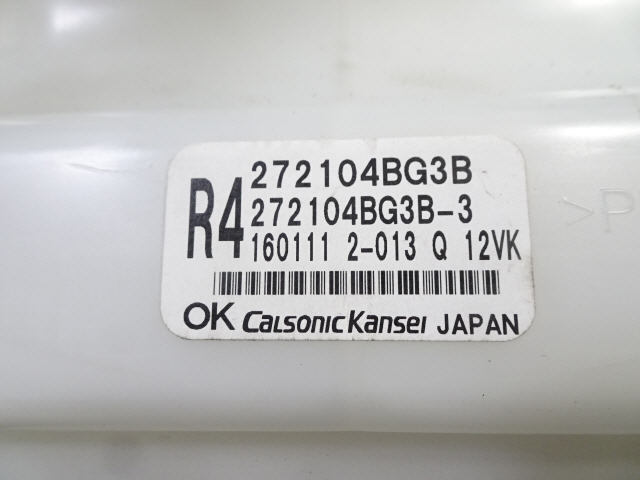 R4
272104BG3B
272104BG3B-3
160111 2-013 Q 12VK
OK CaLsonicKansei JAPAN
>P